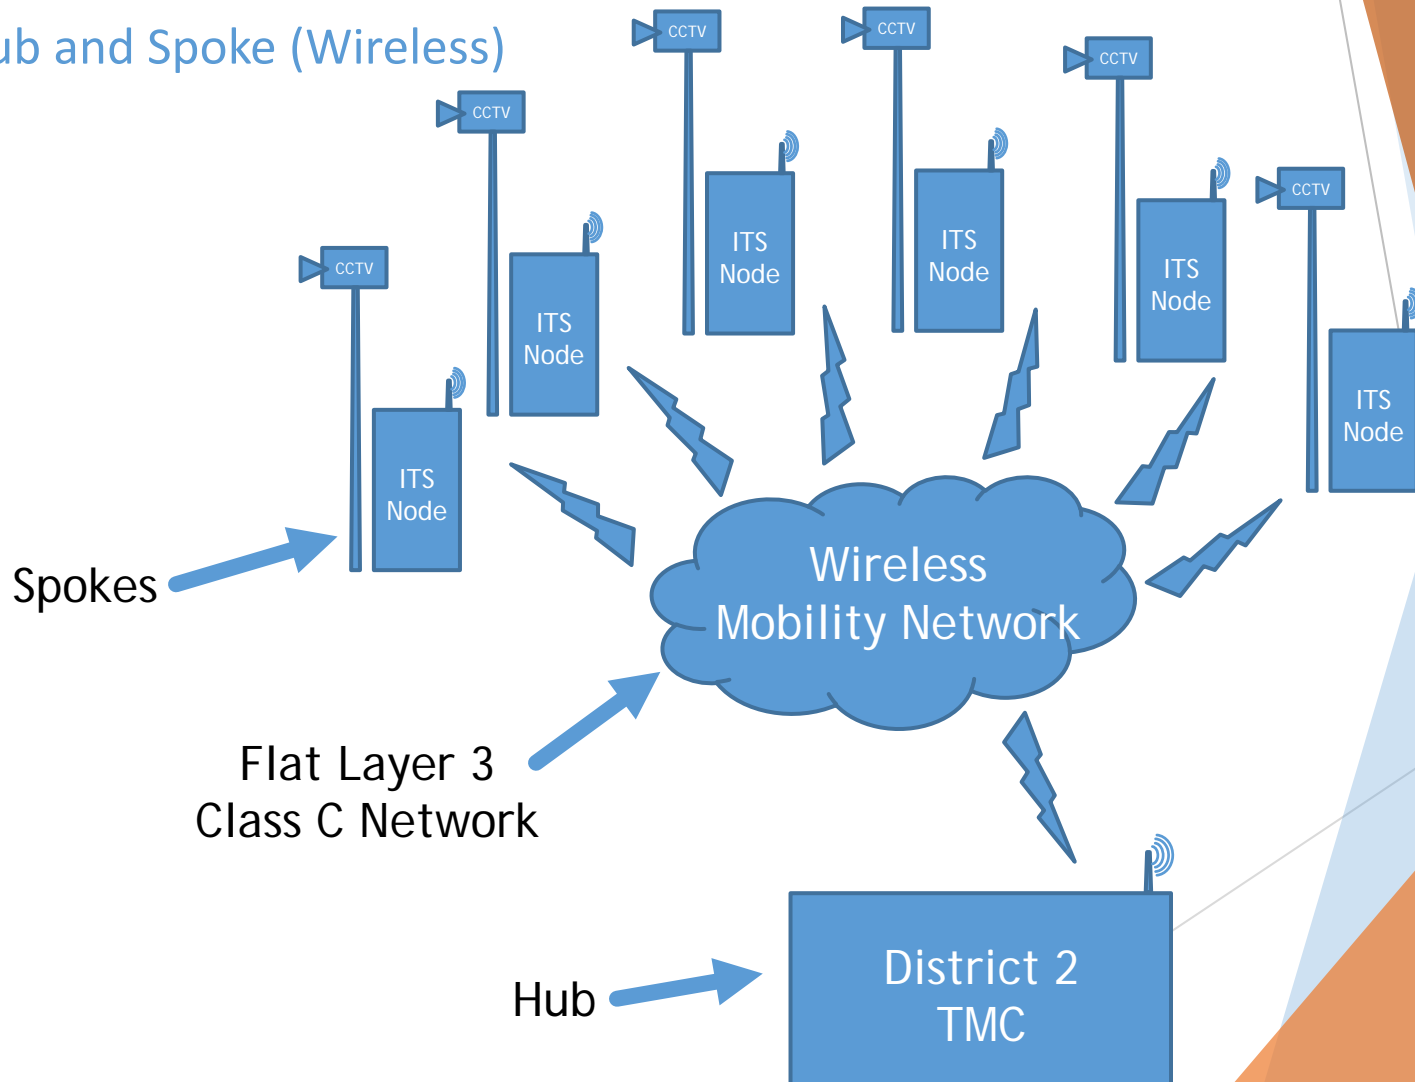 ub and Spoke (Wireless)
CCTV
CCTV
CCTV
CCTV
CCTV
CCTV
ITS
Node
ITS
Node
ITS
Node
ITS
Node
ITS
Node
ITS
Node
Spokes
Wireless
Mobility Network
Flat Layer 3
Class C Network
Hub
District 2
TMC